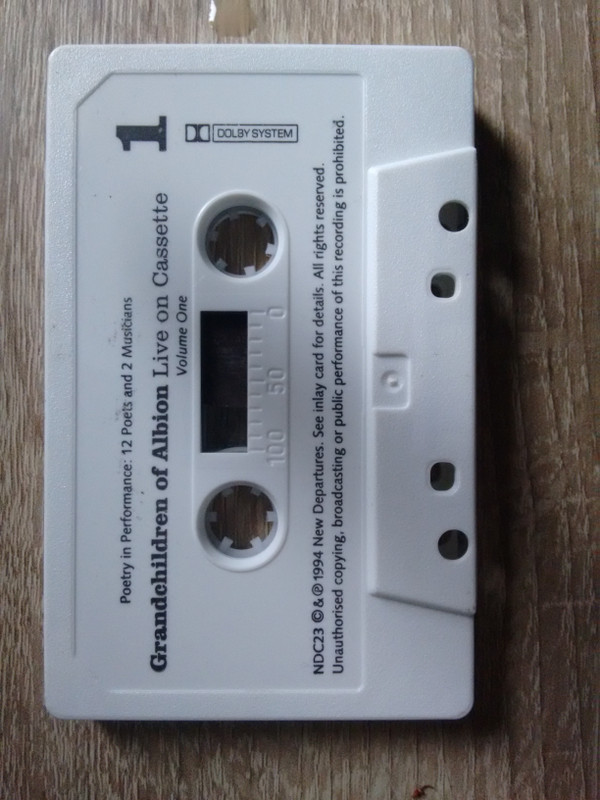 Poetry in Performance: 12 Poets and 2 Musicians
Grandchildren of Albion Live on Cassette
Volume One
1
DOLBY SYSTEM
100 50 0
NDC23 © & ℗ 1994 New Departures. See inlay card for details. All rights reserved.
Unauthorised copying, broadcasting or public performance of this recording is prohibited.